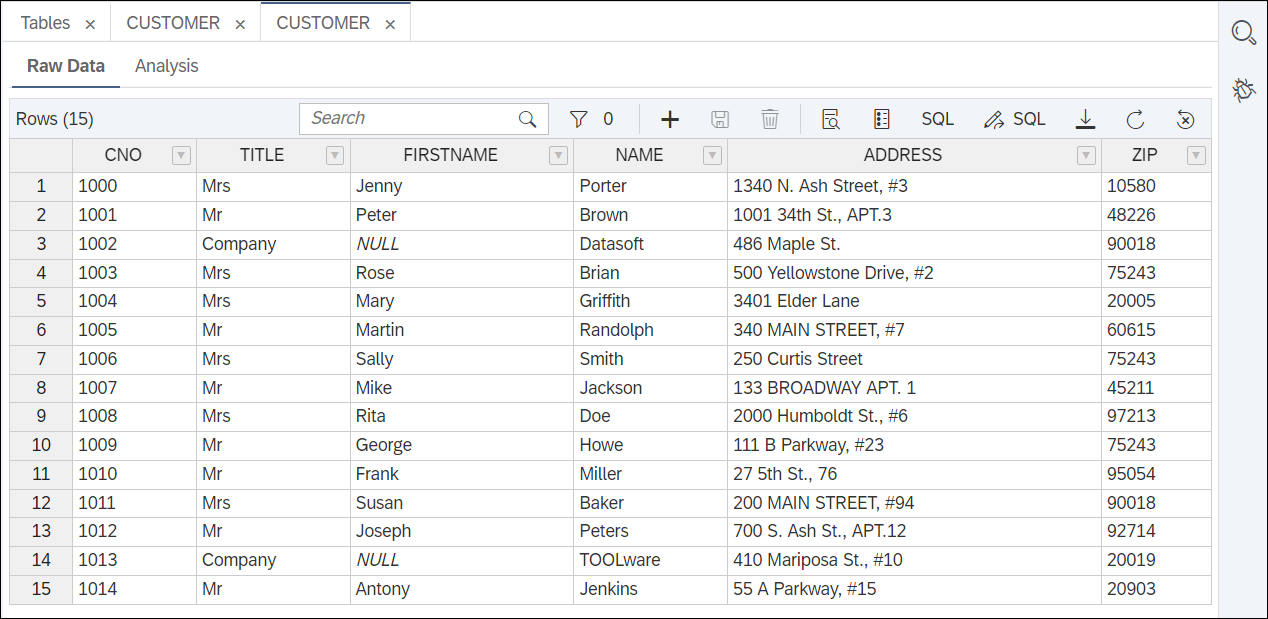 Tables × CUSTOMER × CUSTOMER ×
Raw Data Analysis
Rows (15) Search 0 SQL SQL
CNO TITLE FIRSTNAME NAME ADDRESS ZIP
1 1000 Mrs Jenny Porter 1340 N. Ash Street, #3 10580
2 1001 Mr Peter Brown 1001 34th St., APT.3 48226
3 1002 Company NULL Datasoft 486 Maple St. 90018
4 1003 Mrs Rose Brian 500 Yellowstone Drive, #2 75243
5 1004 Mrs Mary Griffith 3401 Elder Lane 20005
6 1005 Mr Martin Randolph 340 MAIN STREET, #7 60615
7 1006 Mrs Sally Smith 250 Curtis Street 75243
8 1007 Mr Mike Jackson 133 BROADWAY APT. 1 45211
9 1008 Mrs Rita Doe 2000 Humboldt St., #6 97213
10 1009 Mr George Howe 111 B Parkway, #23 75243
11 1010 Mr Frank Miller 27 5th St., 76 95054
12 1011 Mrs Susan Baker 200 MAIN STREET, #94 90018
13 1012 Mr Joseph Peters 700 S. Ash St., APT.12 92714
14 1013 Company NULL TOOLware 410 Mariposa St., #10 20019
15 1014 Mr Antony Jenkins 55 A Parkway, #15 20903